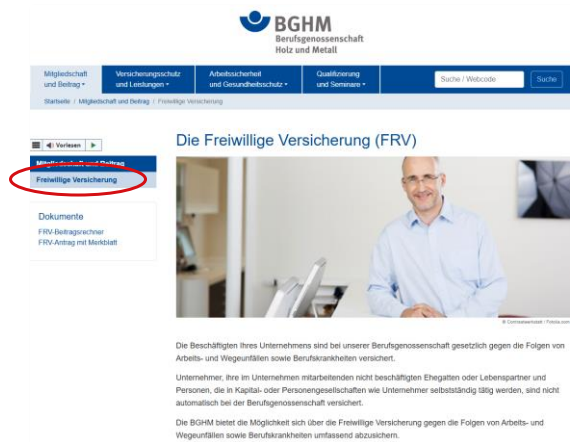 BGHM
Berufsgenossenschaft
Holz und Metall
Mitgliedschaft
und Beitrag
Versicherungsschutz
und Leistungen
Arbeitssicherheit
und Gesundheitsschutz
Qualifizierung
und Seminare
Suche / Webcode
Suche
Startseite / Mitgliedschaft und Beitrag / Freiwillige Versicherung
Vorlesen
Die Freiwillige Versicherung (FRV)
Mitgliedschaft und Beitrag
Freiwillige Versicherung
Dokumente
FRV-Beitragsrechner
FRV-Antrag mit Merkblatt
© Contrastwerkstatt / Fotolia.com
Die Beschäftigten Ihres Unternehmens sind bei unserer Berufsgenossenschaft gesetzlich gegen die Folgen von
Arbeits- und Wegeunfällen sowie Berufskrankheiten versichert.
Unternehmer, ihre im Unternehmen mitarbeitenden nicht beschäftigten Ehegatten oder Lebenspartner und
Personen, die in Kapital- oder Personengesellschaften wie Unternehmer selbstständig tätig werden, sind nicht
automatisch bei der Berufsgenossenschaft versichert.
Die BGHM bietet die Möglichkeit sich über die Freiwillige Versicherung gegen die Folgen von Arbeits- und
Wegeunfällen sowie Berufskrankheiten umfassend abzusichern.